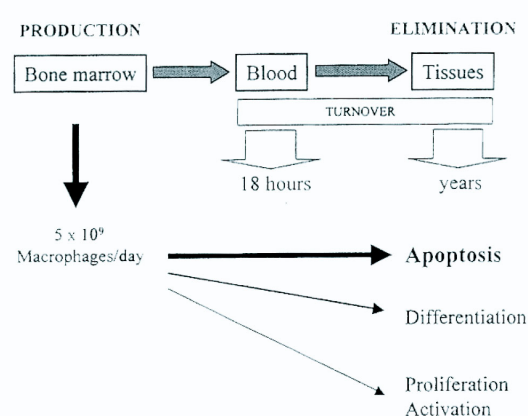 PRODUCTION
ELIMINATION
Bone marrow
Blood
Tissues
TURNOVER
18 hours
years
5 x 10⁹
Macrophages/day
Apoptosis
Differentiation
Proliferation
Activation